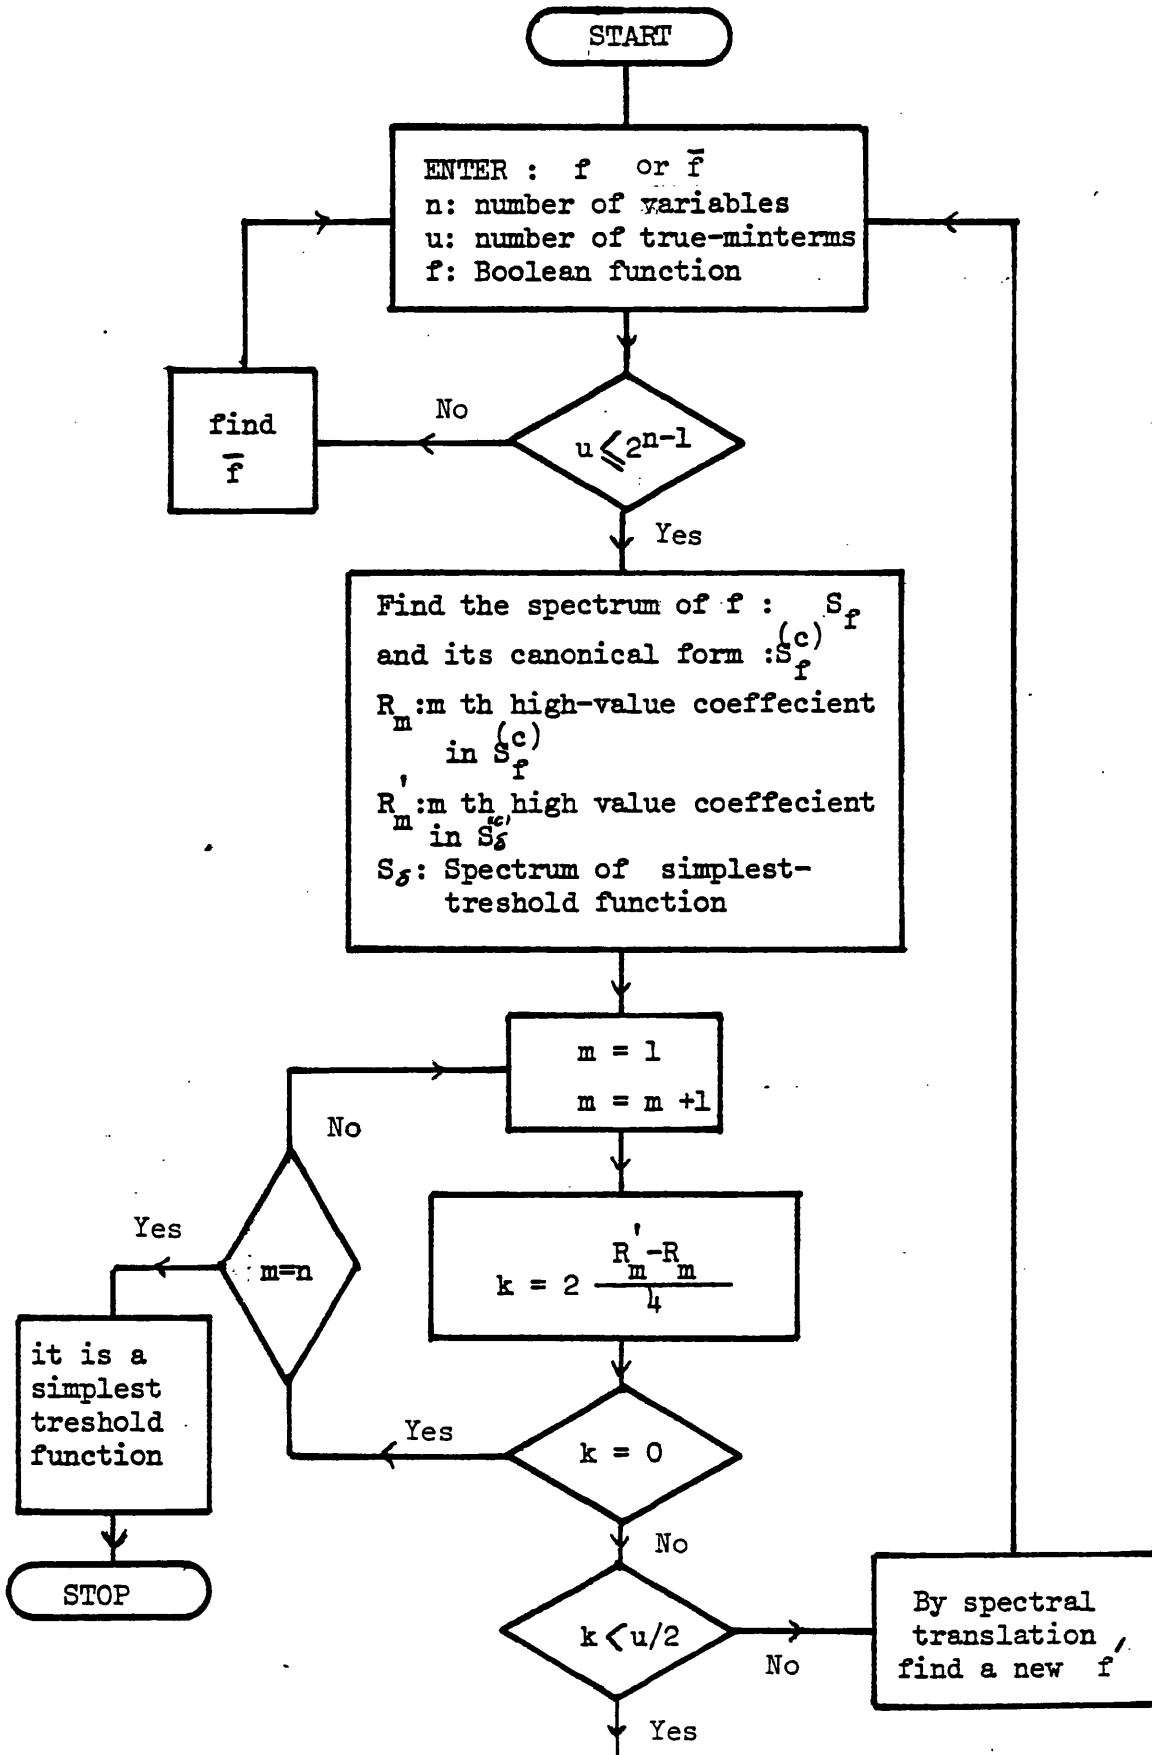 START
ENTER : f or f̄
n: number of variables
u: number of true-minterms
f: Boolean function
No
find
f̄
u ≤ 2^{n-1}
Yes
Find the spectrum of f : S_f
and its canonical form : S_f^{(c)}
R_m :m th high-value coeffecient
in S_f^{(c)}
R'_m :m th high value coeffecient
in S_δ^{(c)}
S_δ: Spectrum of simplest-
treshold function
m = 1
m = m +1
No
Yes
m=n
k = 2 \frac{R'_m-R_m}{4}
it is a
simplest
treshold
function
Yes
k = 0
No
STOP
k < u/2
No
By spectral
translation
find a new f'
Yes